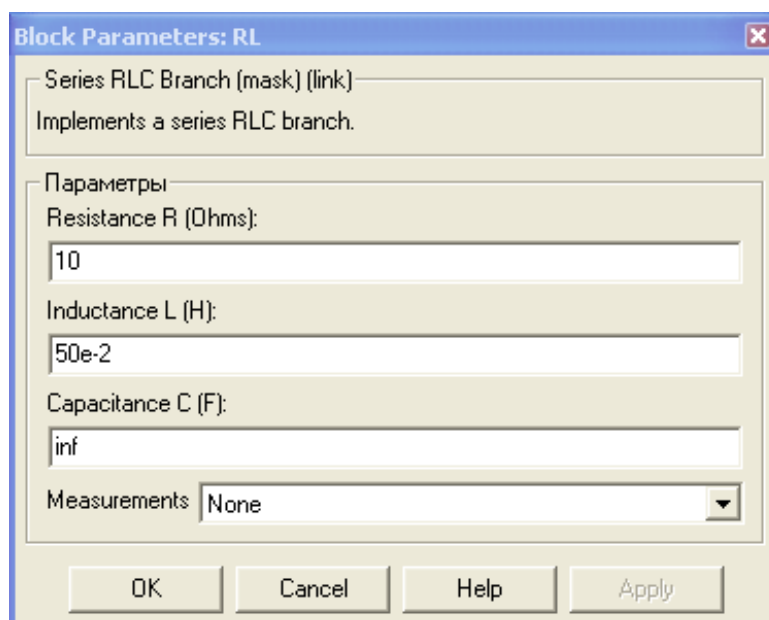 Block Parameters: RL
Series RLC Branch (mask) (link)
Implements a series RLC branch.
Параметры
Resistance R (Ohms):
10
Inductance L (H):
50e-2
Capacitance C (F):
inf
Measurements None
OK Cancel Help Apply